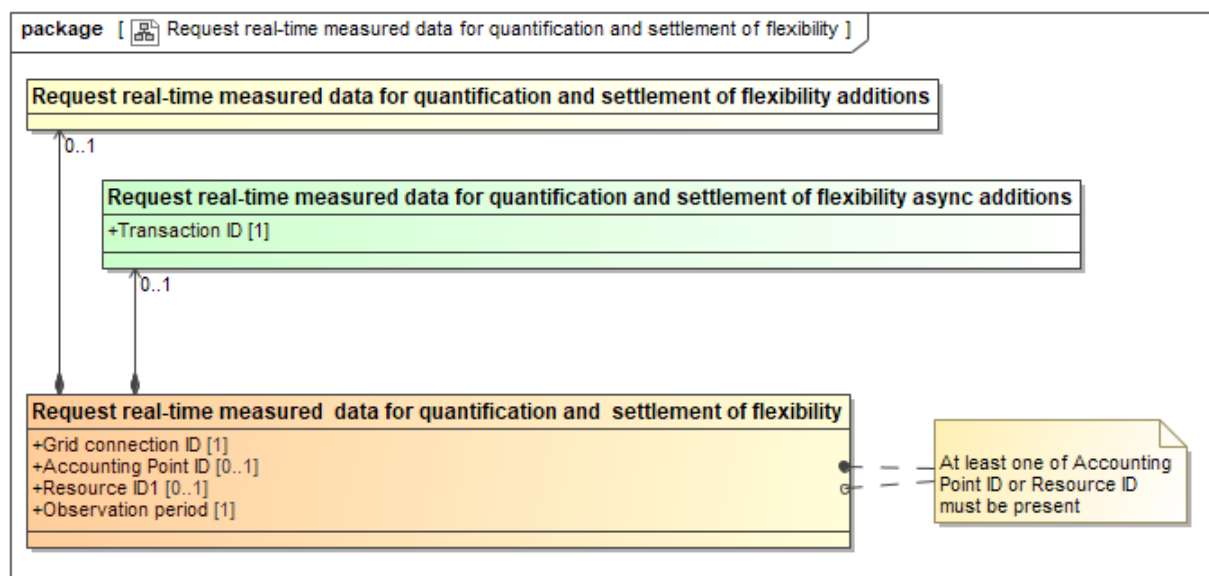 package [ Request real-time measured data for quantification and settlement of flexibility ]
Request real-time measured data for quantification and settlement of flexibility additions
0..1
Request real-time measured data for quantification and settlement of flexibility async additions
+Transaction ID [1]
0..1
Request real-time measured  data for quantification and  settlement of flexibility
+Grid connection ID [1]
+Accounting Point ID [0..1]
+Resource ID1 [0..1]
+Observation period [1]
At least one of Accounting
Point ID or Resource ID
must be present